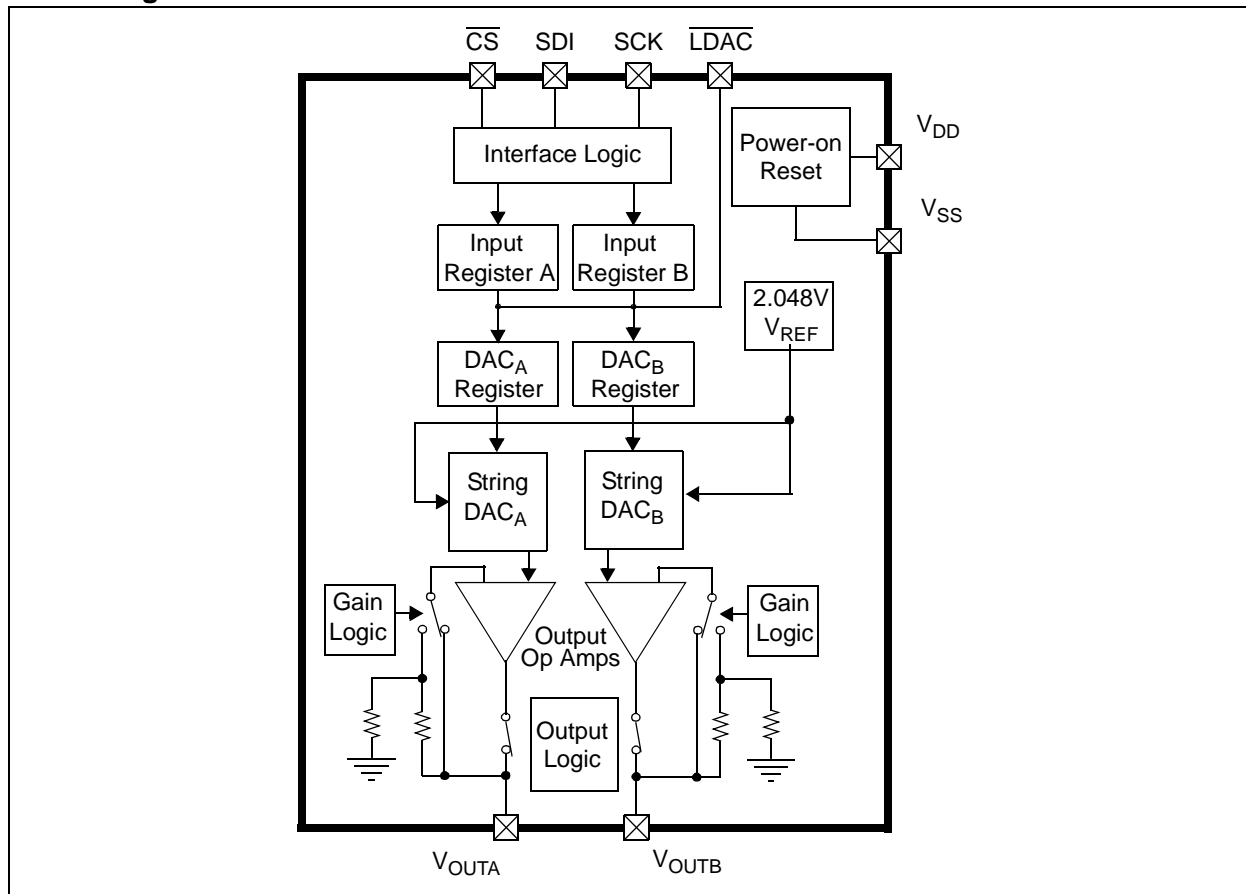 CS SDI SCK LDAC
VDD
Power-on
Reset
Interface Logic
VSS
Input
Register A
Input
Register B
2.048V
VREF
DACA
Register
DACB
Register
String
DACA
String
DACB
Gain
Logic
Output
Op Amps
Gain
Logic
Output
Logic
VOUTA
VOUTB